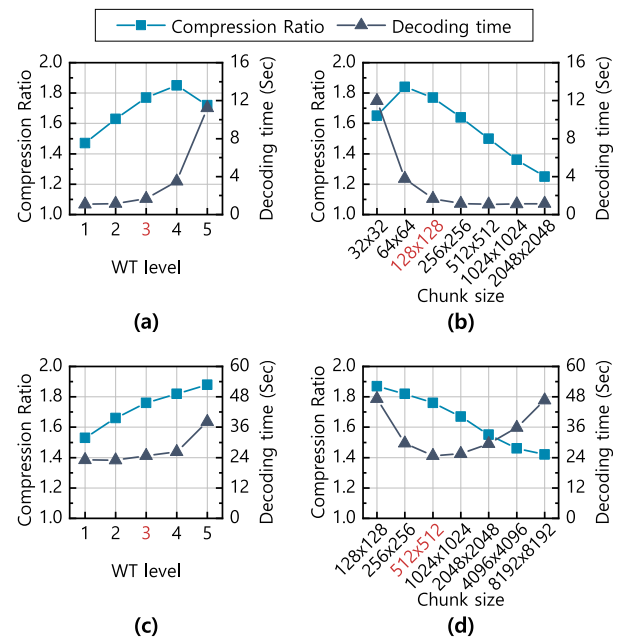 Compression Ratio
Decoding time
2.0
1.8
1.6
1.4
1.2
1.0
Compression Ratio
16
12
8
4
0
Decoding time (Sec)
1 2 3 4 5
WT level
(a)
2.0
1.8
1.6
1.4
1.2
1.0
Compression Ratio
16
12
8
4
0
Decoding time (Sec)
32x32
64x64
128x128
256x256
512x512
1024x1024
2048x2048
Chunk size
(b)
2.0
1.8
1.6
1.4
1.2
1.0
Compression Ratio
60
48
36
24
12
0
Decoding time (Sec)
1 2 3 4 5
WT level
(c)
2.0
1.8
1.6
1.4
1.2
1.0
Compression Ratio
60
48
36
24
12
0
Decoding time (Sec)
128x128
256x256
512x512
1024x1024
2048x2048
4096x4096
8192x8192
Chunk size
(d)